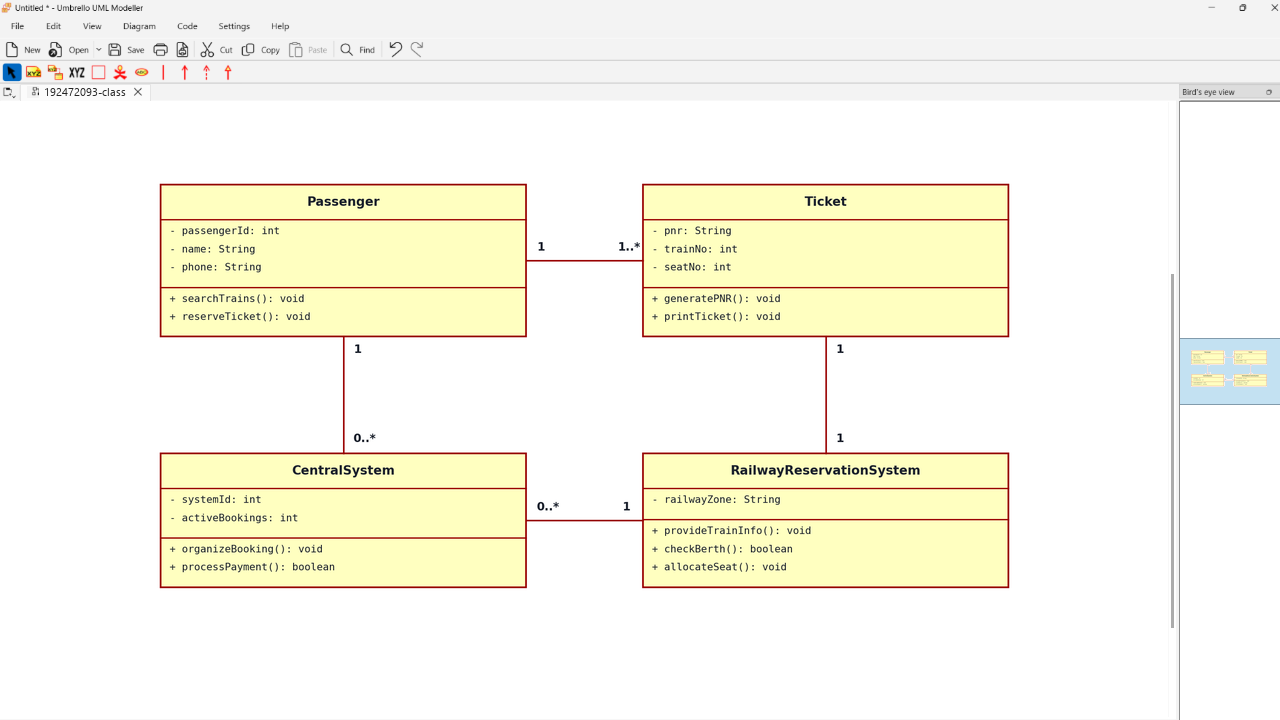 Untitled * - Umbrello UML Modeller
File Edit View Diagram Code Settings Help
New Open Save Cut Copy Paste Find
XYZ
192472093-class
Bird's eye view
Passenger
- passengerId: int
- name: String
- phone: String
+ searchTrains(): void
+ reserveTicket(): void
1 1..*
Ticket
- pnr: String
- trainNo: int
- seatNo: int
+ generatePNR(): void
+ printTicket(): void
1
0..*
1
1
CentralSystem
- systemId: int
- activeBookings: int
+ organizeBooking(): void
+ processPayment(): boolean
0..* 1
RailwayReservationSystem
- railwayZone: String
+ provideTrainInfo(): void
+ checkBerth(): boolean
+ allocateSeat(): void